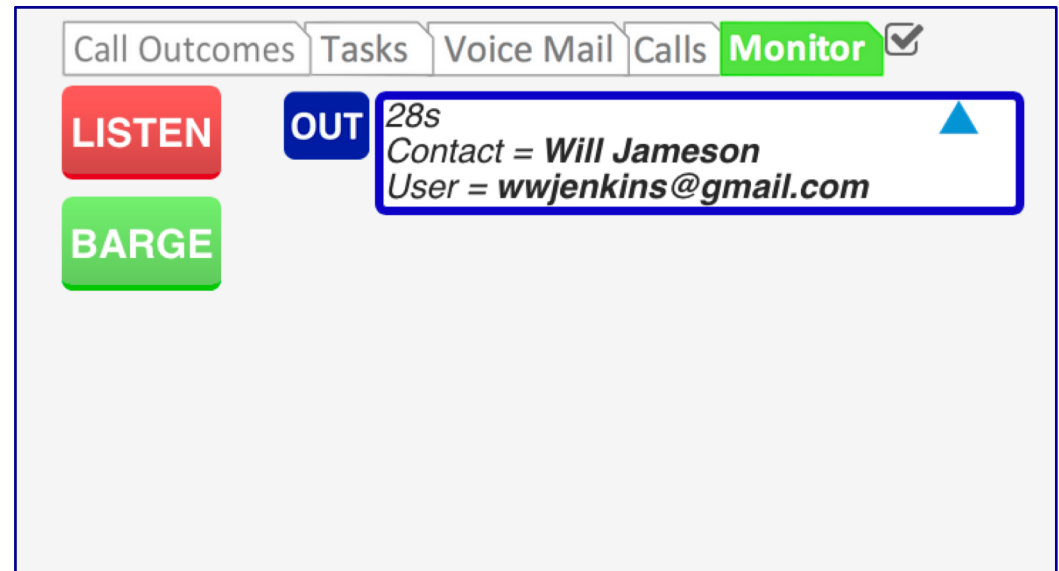 Call Outcomes Tasks Voice Mail Calls Monitor
LISTEN
OUT
28s
Contact = Will Jameson
User = wwjenkins@gmail.com
BARGE